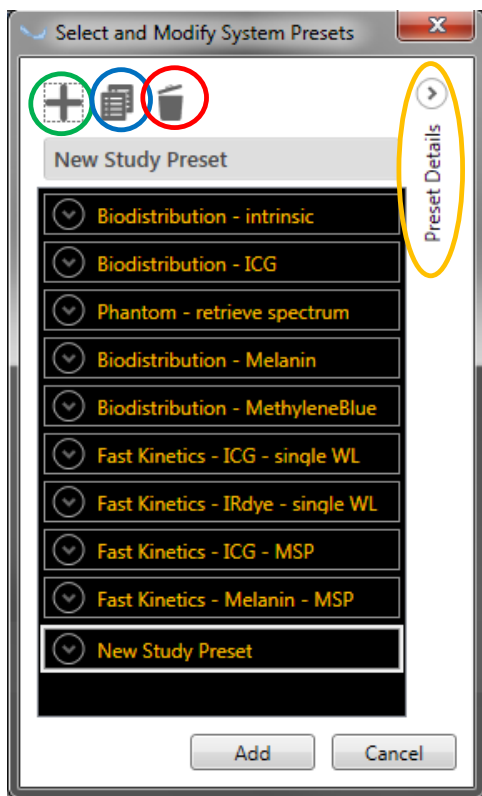 Select and Modify System Presets
New Study Preset
Preset Details
Biodistribution - intrinsic
Biodistribution - ICG
Phantom - retrieve spectrum
Biodistribution - Melanin
Biodistribution - MethyleneBlue
Fast Kinetics - ICG - single WL
Fast Kinetics - IRdye - single WL
Fast Kinetics - ICG - MSP
Fast Kinetics - Melanin - MSP
New Study Preset
Add
Cancel